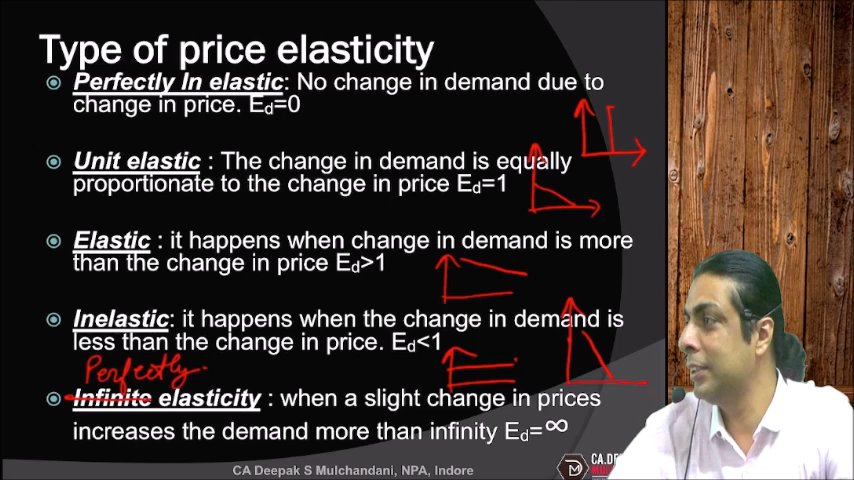 Type of price elasticity
Perfectly In elastic: No change in demand due to
change in price. Ed=0
Unit elastic : The change in demand is equally
proportionate to the change in price Ed=1
Elastic : it happens when change in demand is more
than the change in price Ed>1
Inelastic: it happens when the change in demand is
less than the change in price. Ed<1
Perfectly.
Infinite elasticity : when a slight change in prices
increases the demand more than infinity Ed=∞
CA Deepak S Mulchandani, NPA, Indore
CA.DE